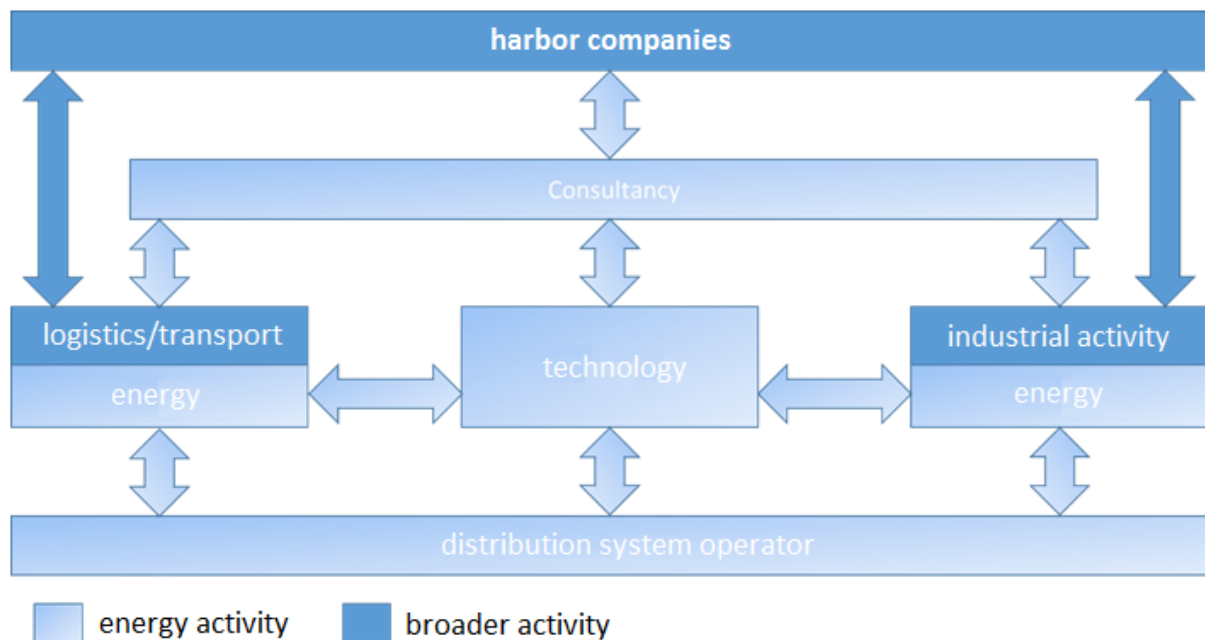 harbor companies
Consultancy
logistics/transport
energy
technology
industrial activity
energy
distribution system operator
energy activity
broader activity